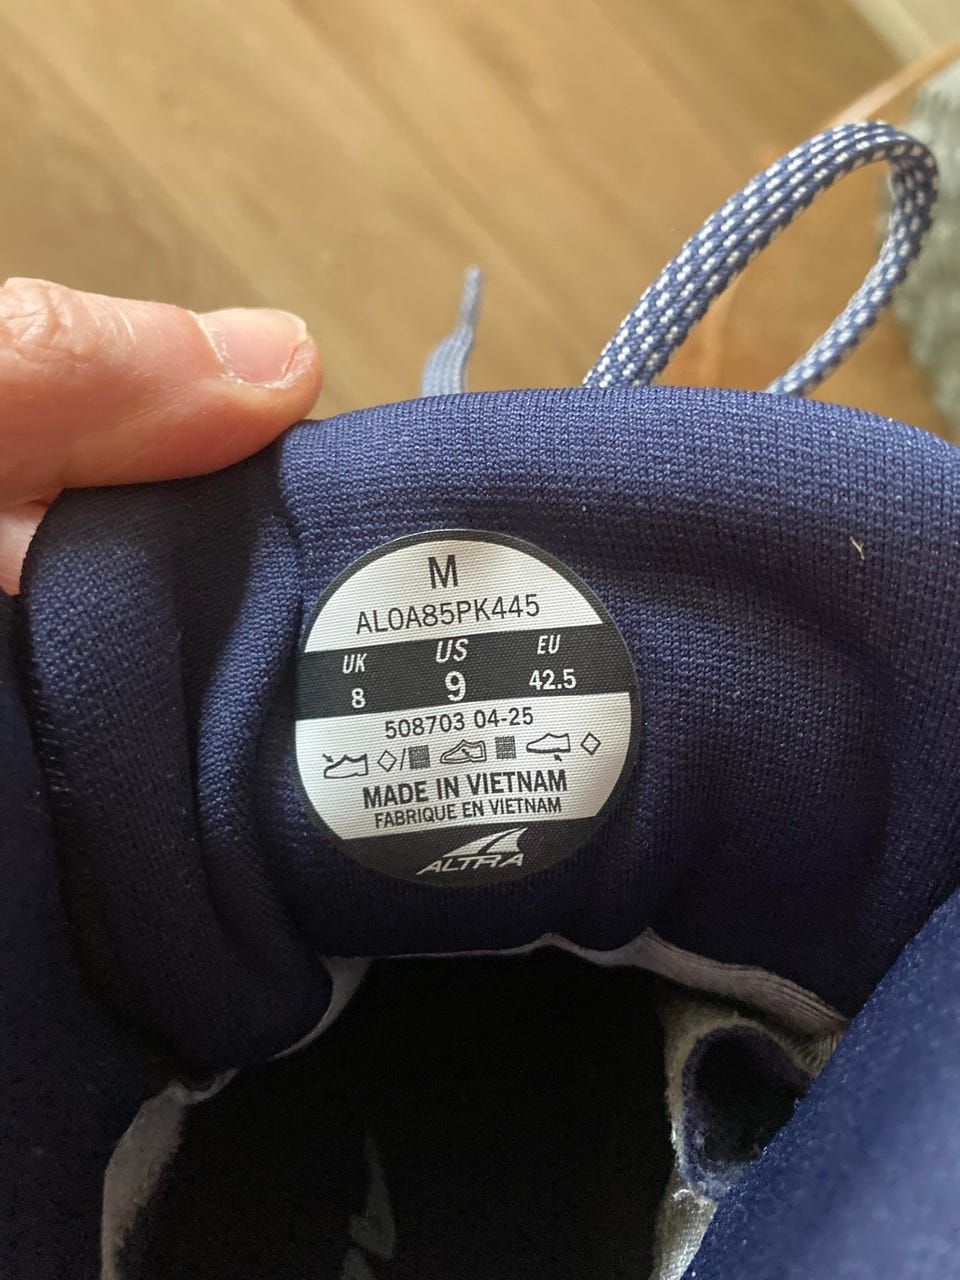 M
AL0A85PK445
UK US EU
8 9 42.5
508703 04-25
MADE IN VIETNAM
FABRIQUE EN VIETNAM
ALTRA